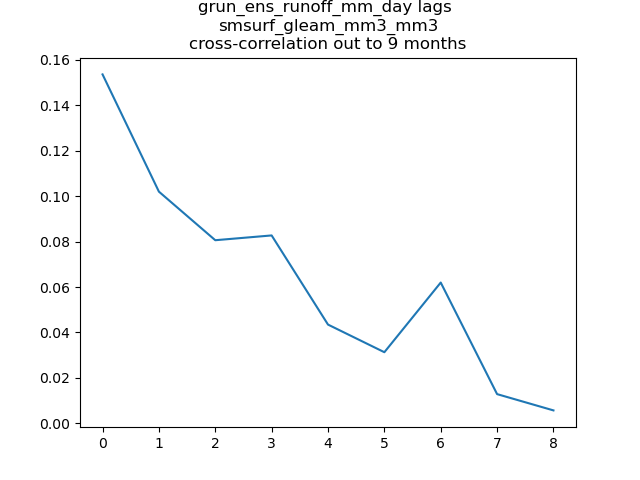 grun_ens_runoff_mm_day lags
smsurf_gleam_mm3_mm3
cross-correlation out to 9 months
0.16
0.14
0.12
0.10
0.08
0.06
0.04
0.02
0.00
0 1 2 3 4 5 6 7 8